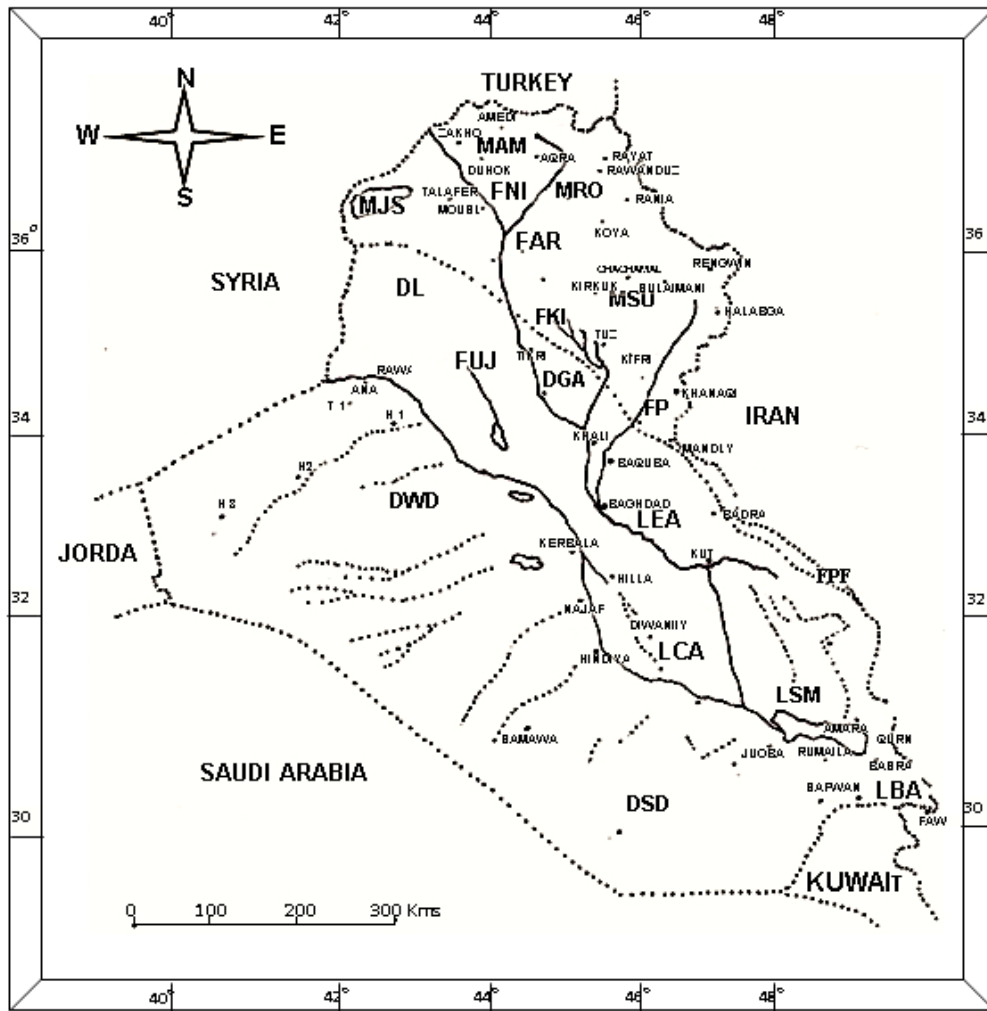 40° 42° 44° 46° 48°
N
W E
S
TURKEY
AMEDI
ZAKHO
MAM
DUHOK
AQRA
RAYAT
RAWANDUZ
FNI
MRO
RANIA
TALAFER
MJS
MOUSL
KOYA
36° 36
FAR
SYRIA
DL
RENGWIN
CHACHAMAL
KIRKUK
SULAIMANI
MSU
HALABGA
FKI
TUZ
TIKRI
KIFRI
FUJ
DGA
RAWA
ANA
KHANAQI
T 1
FP
IRAN
H 1
34 34
KHALI
MANDLY
BAQUBA
H2
DWD
BAGHDAD
H 3
LEA
BADRA
JORDA
KERBALA
KUT
HILLA
FPF
NAJAF
32 32
DIWANIIY
LCA
HINDIYA
LSM
AMARA
SAMAWA
QURN
JUOBA
RUMAILA
BASRA
SAUDI ARABIA
BAPWAN
LBA
DSD
FAW
30 30
KUWAIT
0 100 200 300 Kms
40° 42° 44° 46° 48°